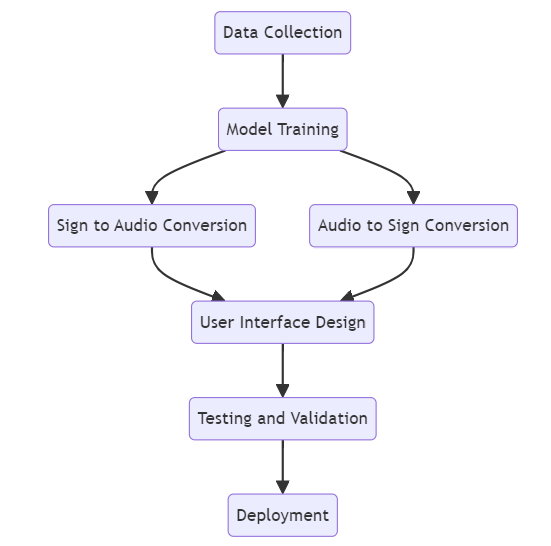 Data Collection
Model Training
Sign to Audio Conversion
Audio to Sign Conversion
User Interface Design
Testing and Validation
Deployment